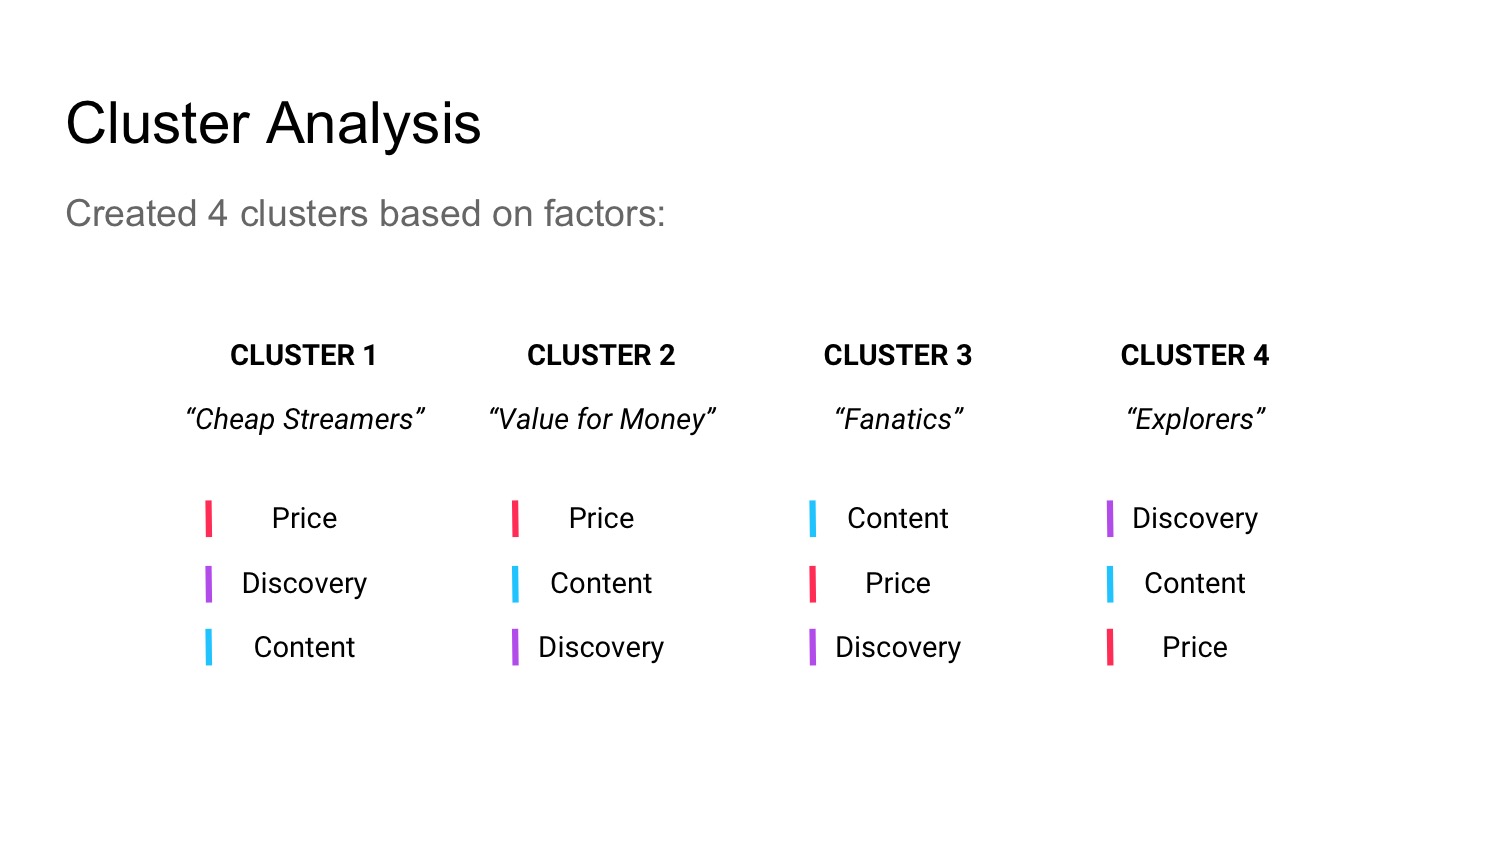 Cluster Analysis
Created 4 clusters based on factors:
CLUSTER 1
“Cheap Streamers”
Price
Discovery
Content
CLUSTER 2
“Value for Money”
Price
Content
Discovery
CLUSTER 3
“Fanatics”
Content
Price
Discovery
CLUSTER 4
“Explorers”
Discovery
Content
Price